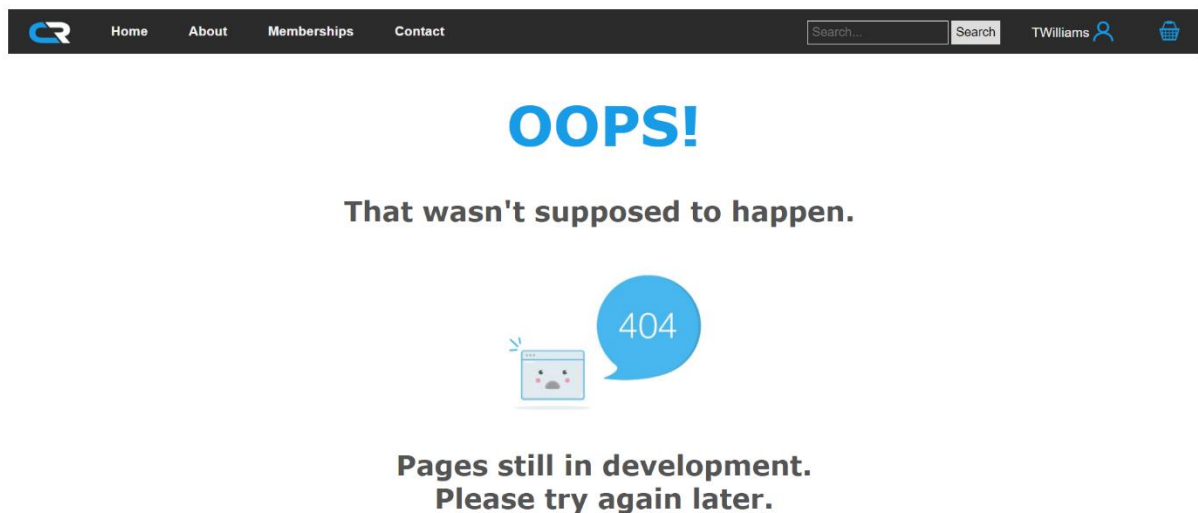 CR Home About Memberships Contact Search... Search TWilliams
OOPS!
That wasn't supposed to happen.
404
Pages still in development.
Please try again later.